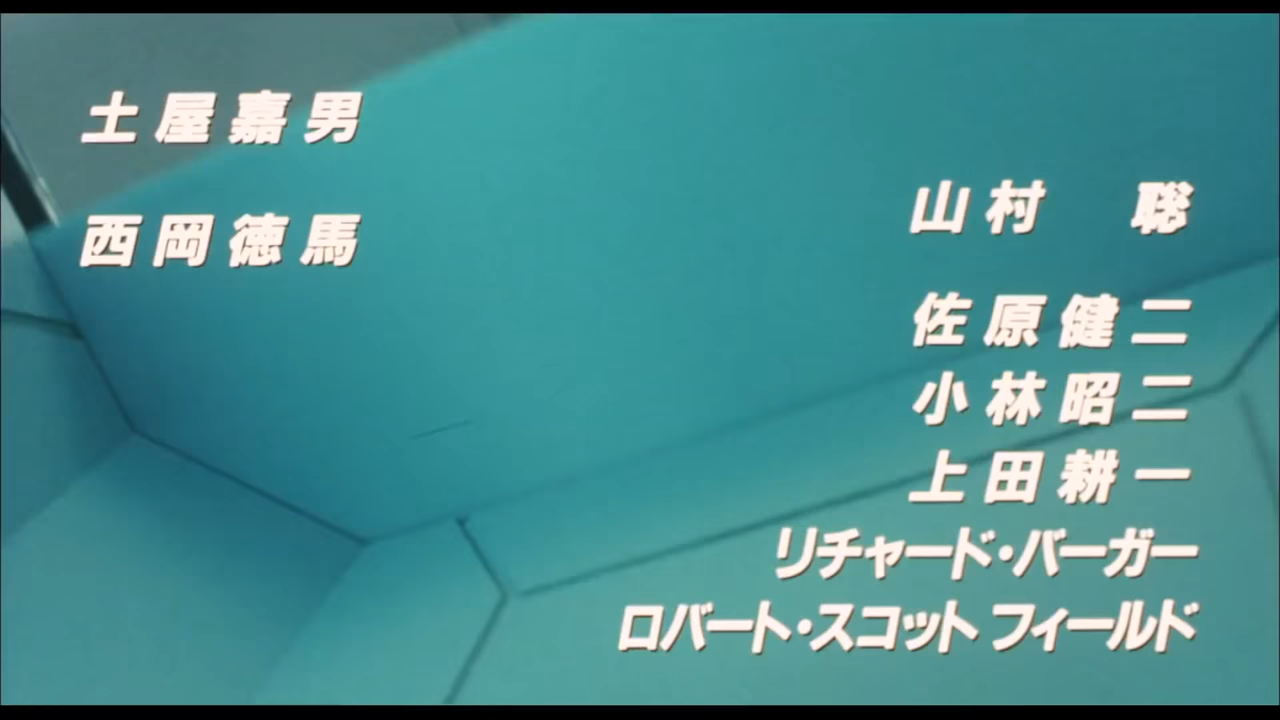 土屋嘉男
西岡徳馬
山村　聡
佐原健二
小林昭二
上田耕一
リチャード・バーガー
ロバート・スコット フィールド